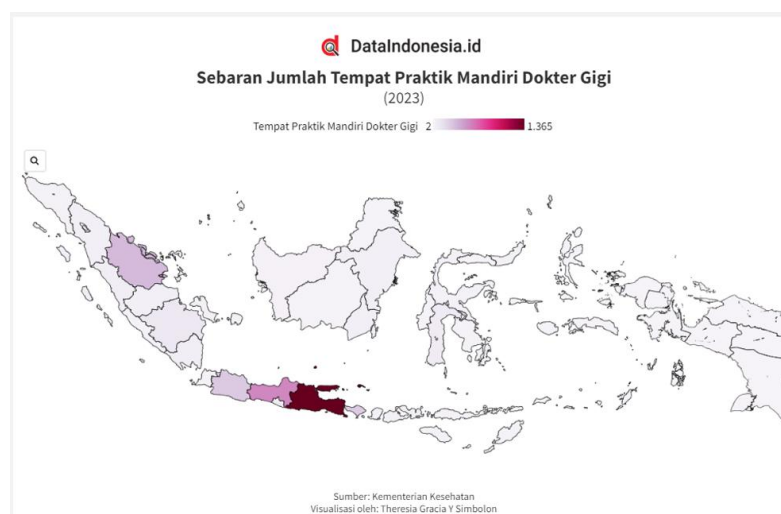 DataIndonesia.id
Sebaran Jumlah Tempat Praktik Mandiri Dokter Gigi
(2023)
Tempat Praktik Mandiri Dokter Gigi 2 1.365
Sumber: Kementerian Kesehatan
Visualisasi oleh: Theresia Gracia Y Simbolon